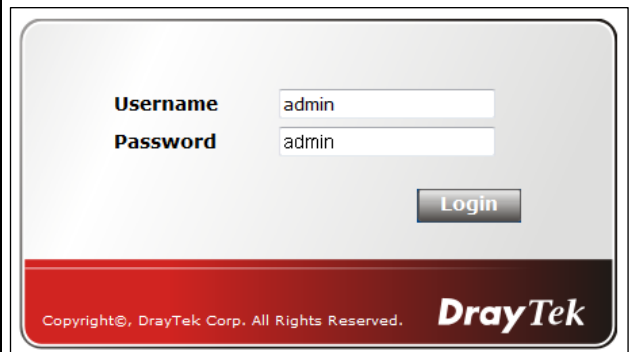 Username admin
Password admin
Login
Copyright©, DrayTek Corp. All Rights Reserved. DrayTek